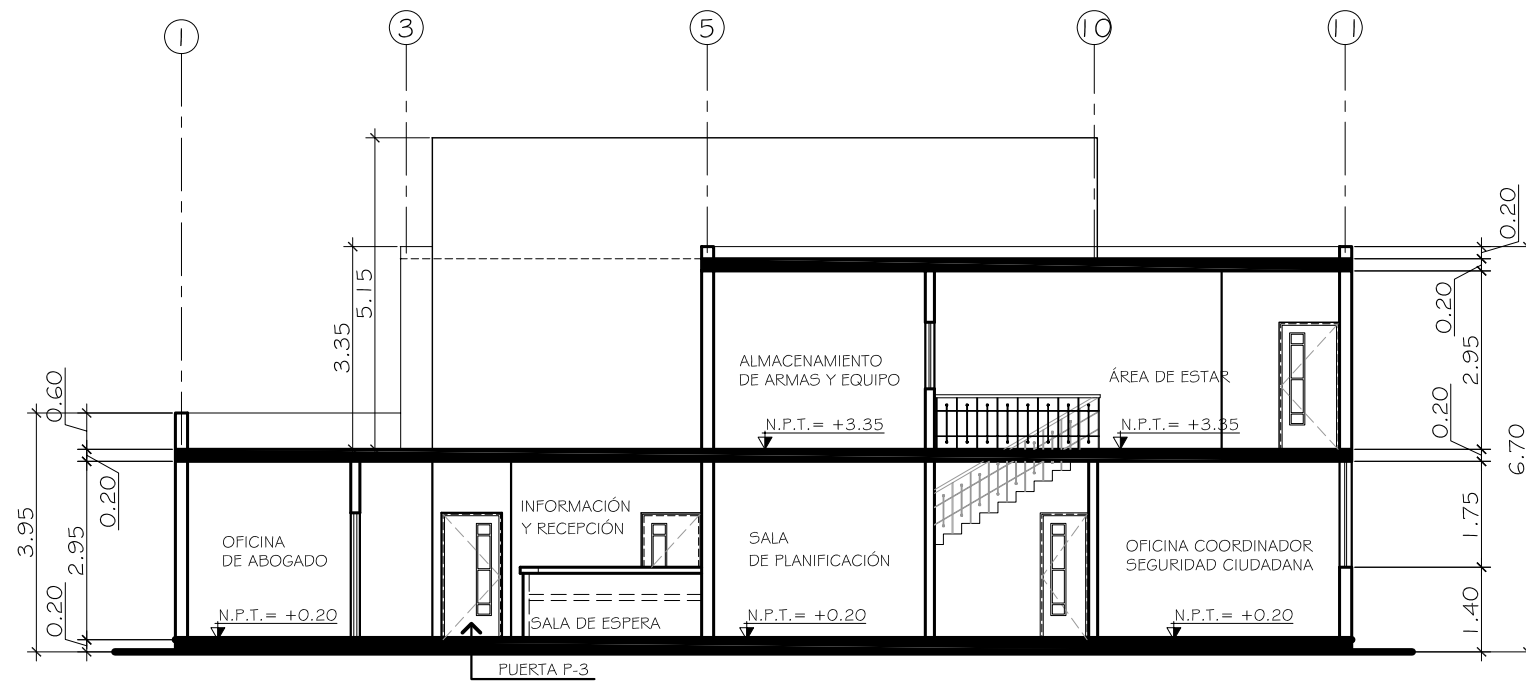 1
3
5
10
11
0.20
5.15
3.35
0.20
2.95
ALMACENAMIENTO
DE ARMAS Y EQUIPO
ÁREA DE ESTAR
0.60
N.P.T.= +3.35
N.P.T.= +3.35
0.20
6.70
0.20
3.95
2.95
INFORMACIÓN
Y RECEPCIÓN
1.75
OFICINA
DE ABOGADO
SALA
DE PLANIFICACIÓN
OFICINA COORDINADOR
SEGURIDAD CIUDADANA
0.20
N.P.T.= +0.20
SALA DE ESPERA
N.P.T.= +0.20
N.P.T.= +0.20
1.40
PUERTA P-3